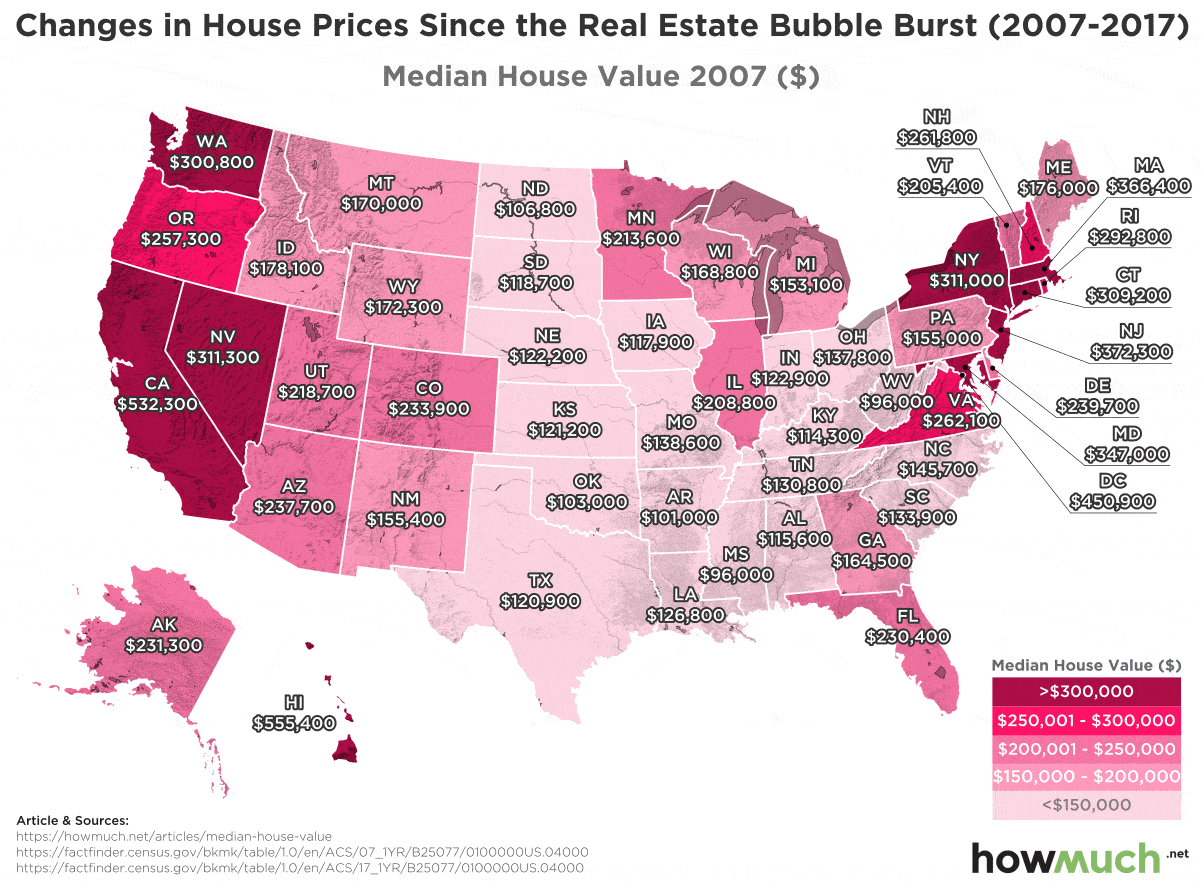 Changes in House Prices Since the Real Estate Bubble Burst (2007-2017)
Median House Value 2007 ($)
WA
$300,800
OR
$257,300
CA
$532,300
NV
$311,300
ID
$178,100
MT
$170,000
WY
$172,300
UT
$218,700
CO
$233,900
AZ
$237,700
NM
$155,400
ND
$106,800
SD
$118,700
NE
$122,200
KS
$121,200
OK
$103,000
TX
$120,900
MN
$213,600
IA
$117,900
MO
$138,600
AR
$101,000
LA
$126,800
WI
$168,800
IL
$208,800
MI
$153,100
IN
$122,900
OH
$137,800
KY
$114,300
TN
$130,800
MS
$96,000
AL
$115,600
GA
$164,500
FL
$230,400
SC
$133,900
NC
$145,700
WV
$96,000
VA
$262,100
PA
$155,000
NY
$311,000
NH
$261,800
VT
$205,400
ME
$176,000
MA
$366,400
RI
$292,800
CT
$309,200
NJ
$372,300
DE
$239,700
MD
$347,000
DC
$450,900
AK
$231,300
HI
$555,400
Median House Value ($)
>$300,000
$250,001 - $300,000
$200,001 - $250,000
$150,000 - $200,000
<$150,000
Article & Sources:
https://howmuch.net/articles/median-house-value
https://factfinder.census.gov/bkmk/table/1.0/en/ACS/07_1YR/B25077/0100000US.04000
https://factfinder.census.gov/bkmk/table/1.0/en/ACS/17_1YR/B25077/0100000US.04000
howmuch.net